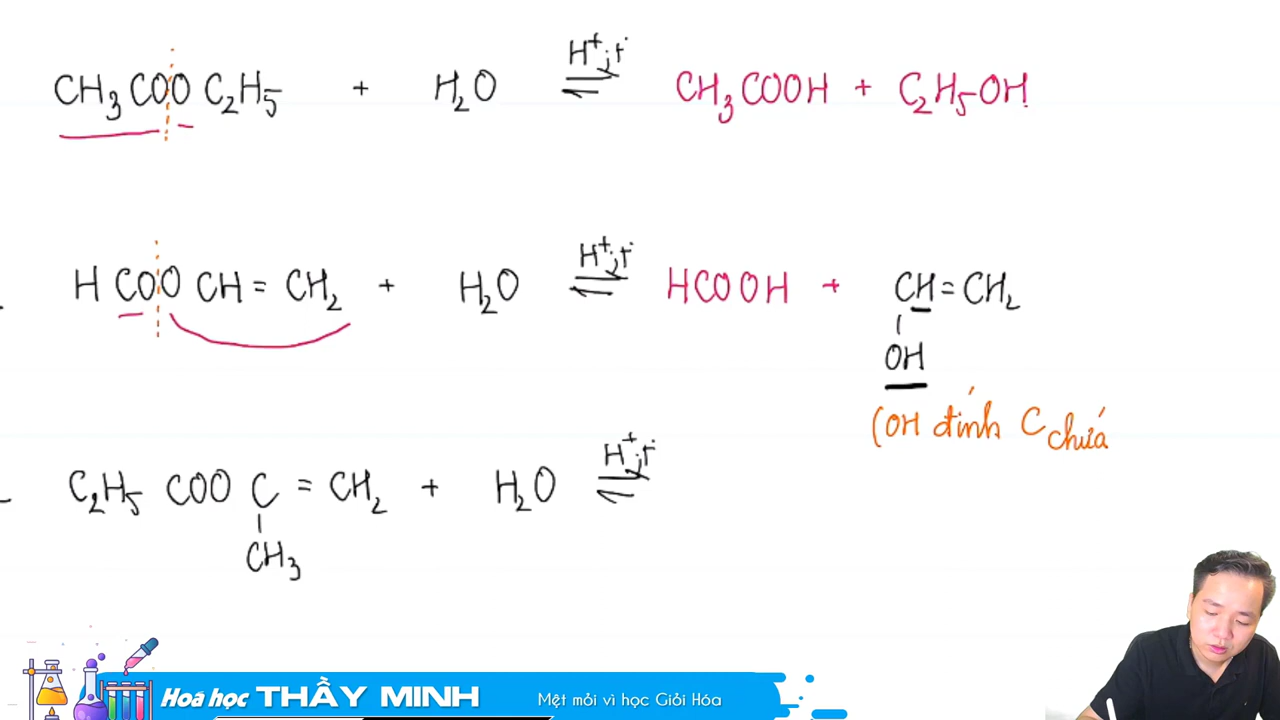 CH₃COOC₂H₅ + H₂O ⇌ H⁺, t° CH₃COOH + C₂H₅-OH
HCOOCH=CH₂ + H₂O ⇌ H⁺, t° HCOOH + CH=CH₂
OH
(OH đính C chứa
C₂H₅COOC=CH₂ + H₂O ⇌ H⁺, t°
CH₃
Hoá học THẦY MINH
Mệt mỏi vì học Giỏi Hóa